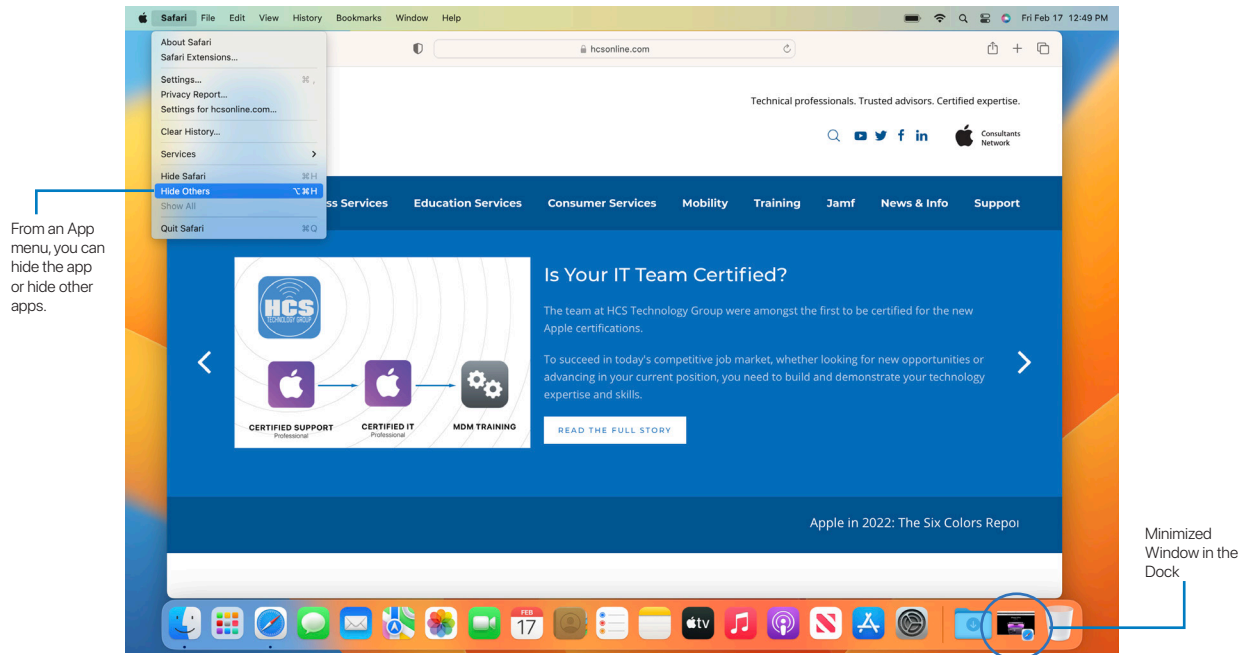 Safari File Edit View History Bookmarks Window Help Fri Feb 17 12:49 PM
About Safari
Safari Extensions...
Settings... ⌘ ,
Privacy Report...
Settings for hcsonline.com...
Clear History...
Services
Hide Safari ⌘H
Hide Others ⌥⌘H
Show All
Quit Safari ⌘Q
hcsonline.com
Technical professionals. Trusted advisors. Certified expertise.
f in
Consultants
Network
ss Services Education Services Consumer Services Mobility Training Jamf News & Info Support
From an App
menu, you can
hide the app
or hide other
apps.
HCS
TECHNOLOGY GROUP
CERTIFIED SUPPORT
Professional
CERTIFIED IT
Professional
MDM TRAINING
Is Your IT Team Certified?
The team at HCS Technology Group were amongst the first to be certified for the new
Apple certifications.
To succeed in today's competitive job market, whether looking for new opportunities or
advancing in your current position, you need to build and demonstrate your technology
expertise and skills.
READ THE FULL STORY
Apple in 2022: The Six Colors Repor
Minimized
Window in the
Dock
FEB
17
tv